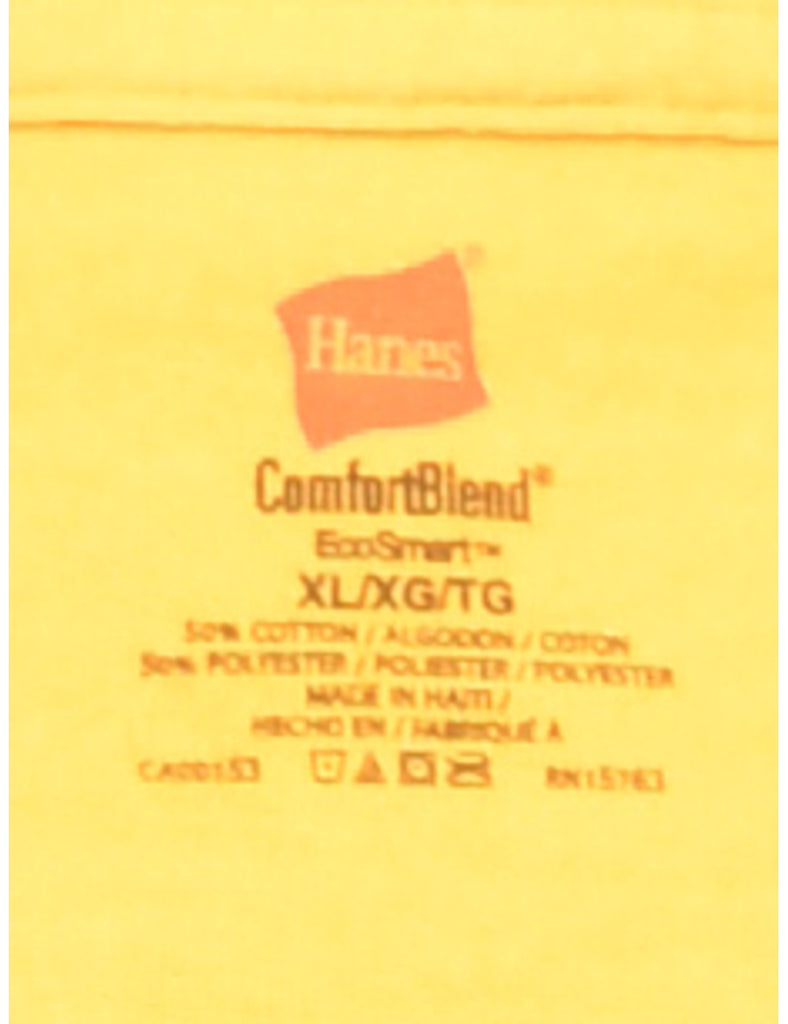 Hanes®
ComfortBlend®
EcoSmart™
XL/XG/TG
50% COTTON / ALGODON / COTON
50% POLYESTER / POLIESTER / POLYESTER
MADE IN HAITI /
HECHO EN / FABRIQUÉ A
CA00153 RN15763